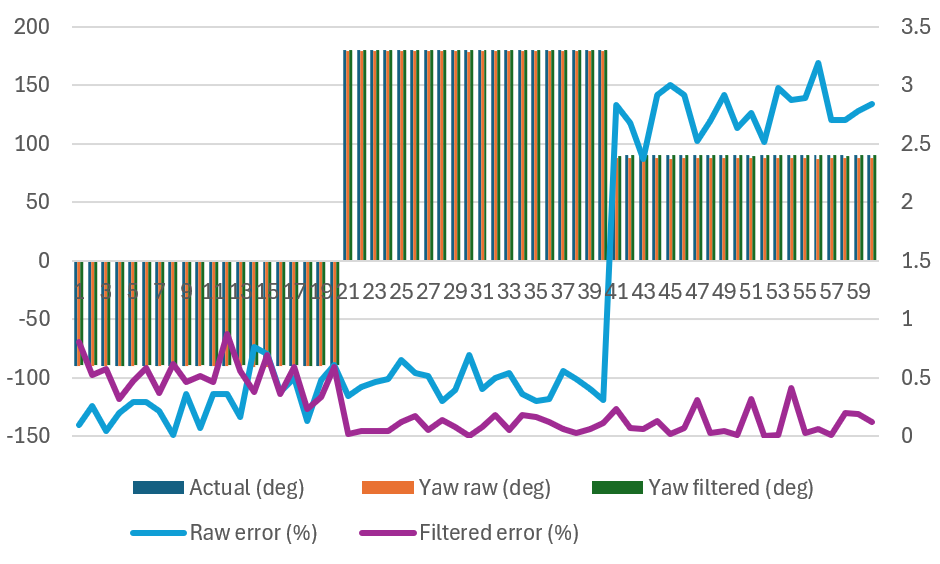 200 3.5
150 3
100 2.5
50 2
0 1.5
1 3 5 7 9 11 13 15 17 19 21 23 25 27 29 31 33 35 37 39 41 43 45 47 49 51 53 55 57 59
-50 1
-100 0.5
-150 0
Actual (deg) Yaw raw (deg) Yaw filtered (deg)
Raw error (%) Filtered error (%)